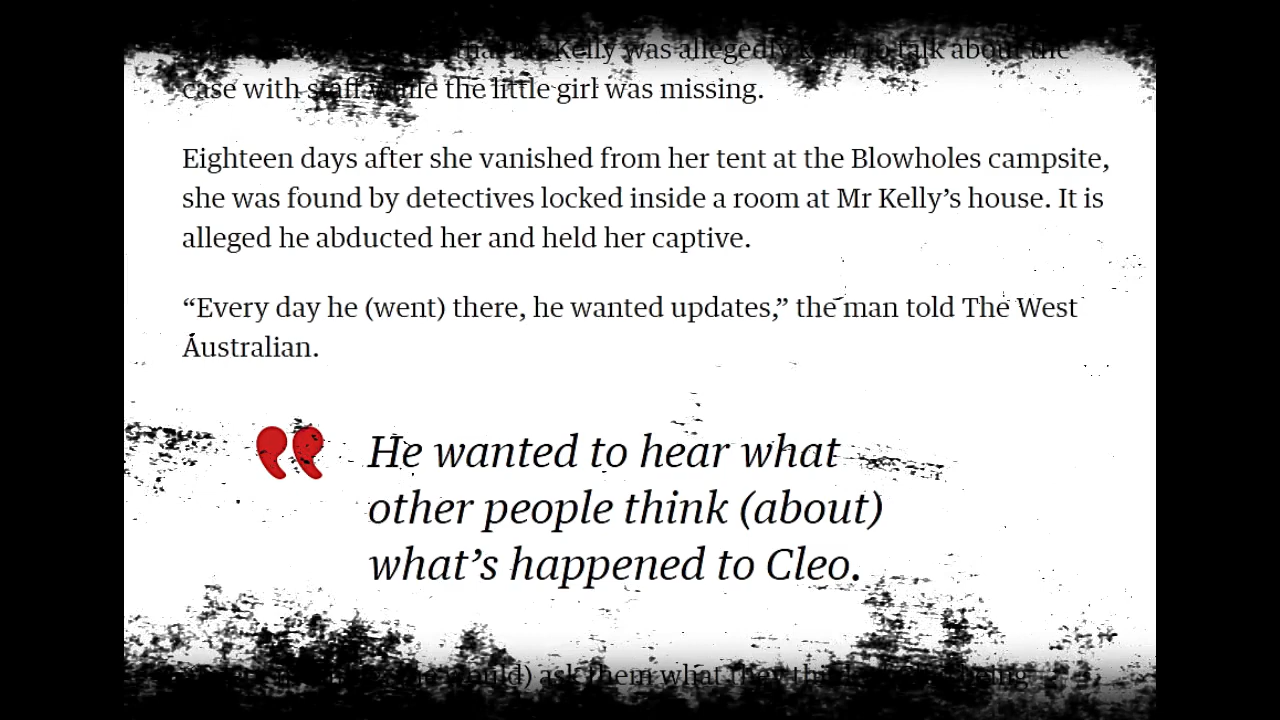 Kelly was allegedly keen to talk about the
case with staff while the little girl was missing.
Eighteen days after she vanished from her tent at the Blowholes campsite,
she was found by detectives locked inside a room at Mr Kelly’s house. It is
alleged he abducted her and held her captive.
“Every day he (went) there, he wanted updates,” the man told The West
Australian.
He wanted to hear what
other people think (about)
what’s happened to Cleo.
would) ask them what they